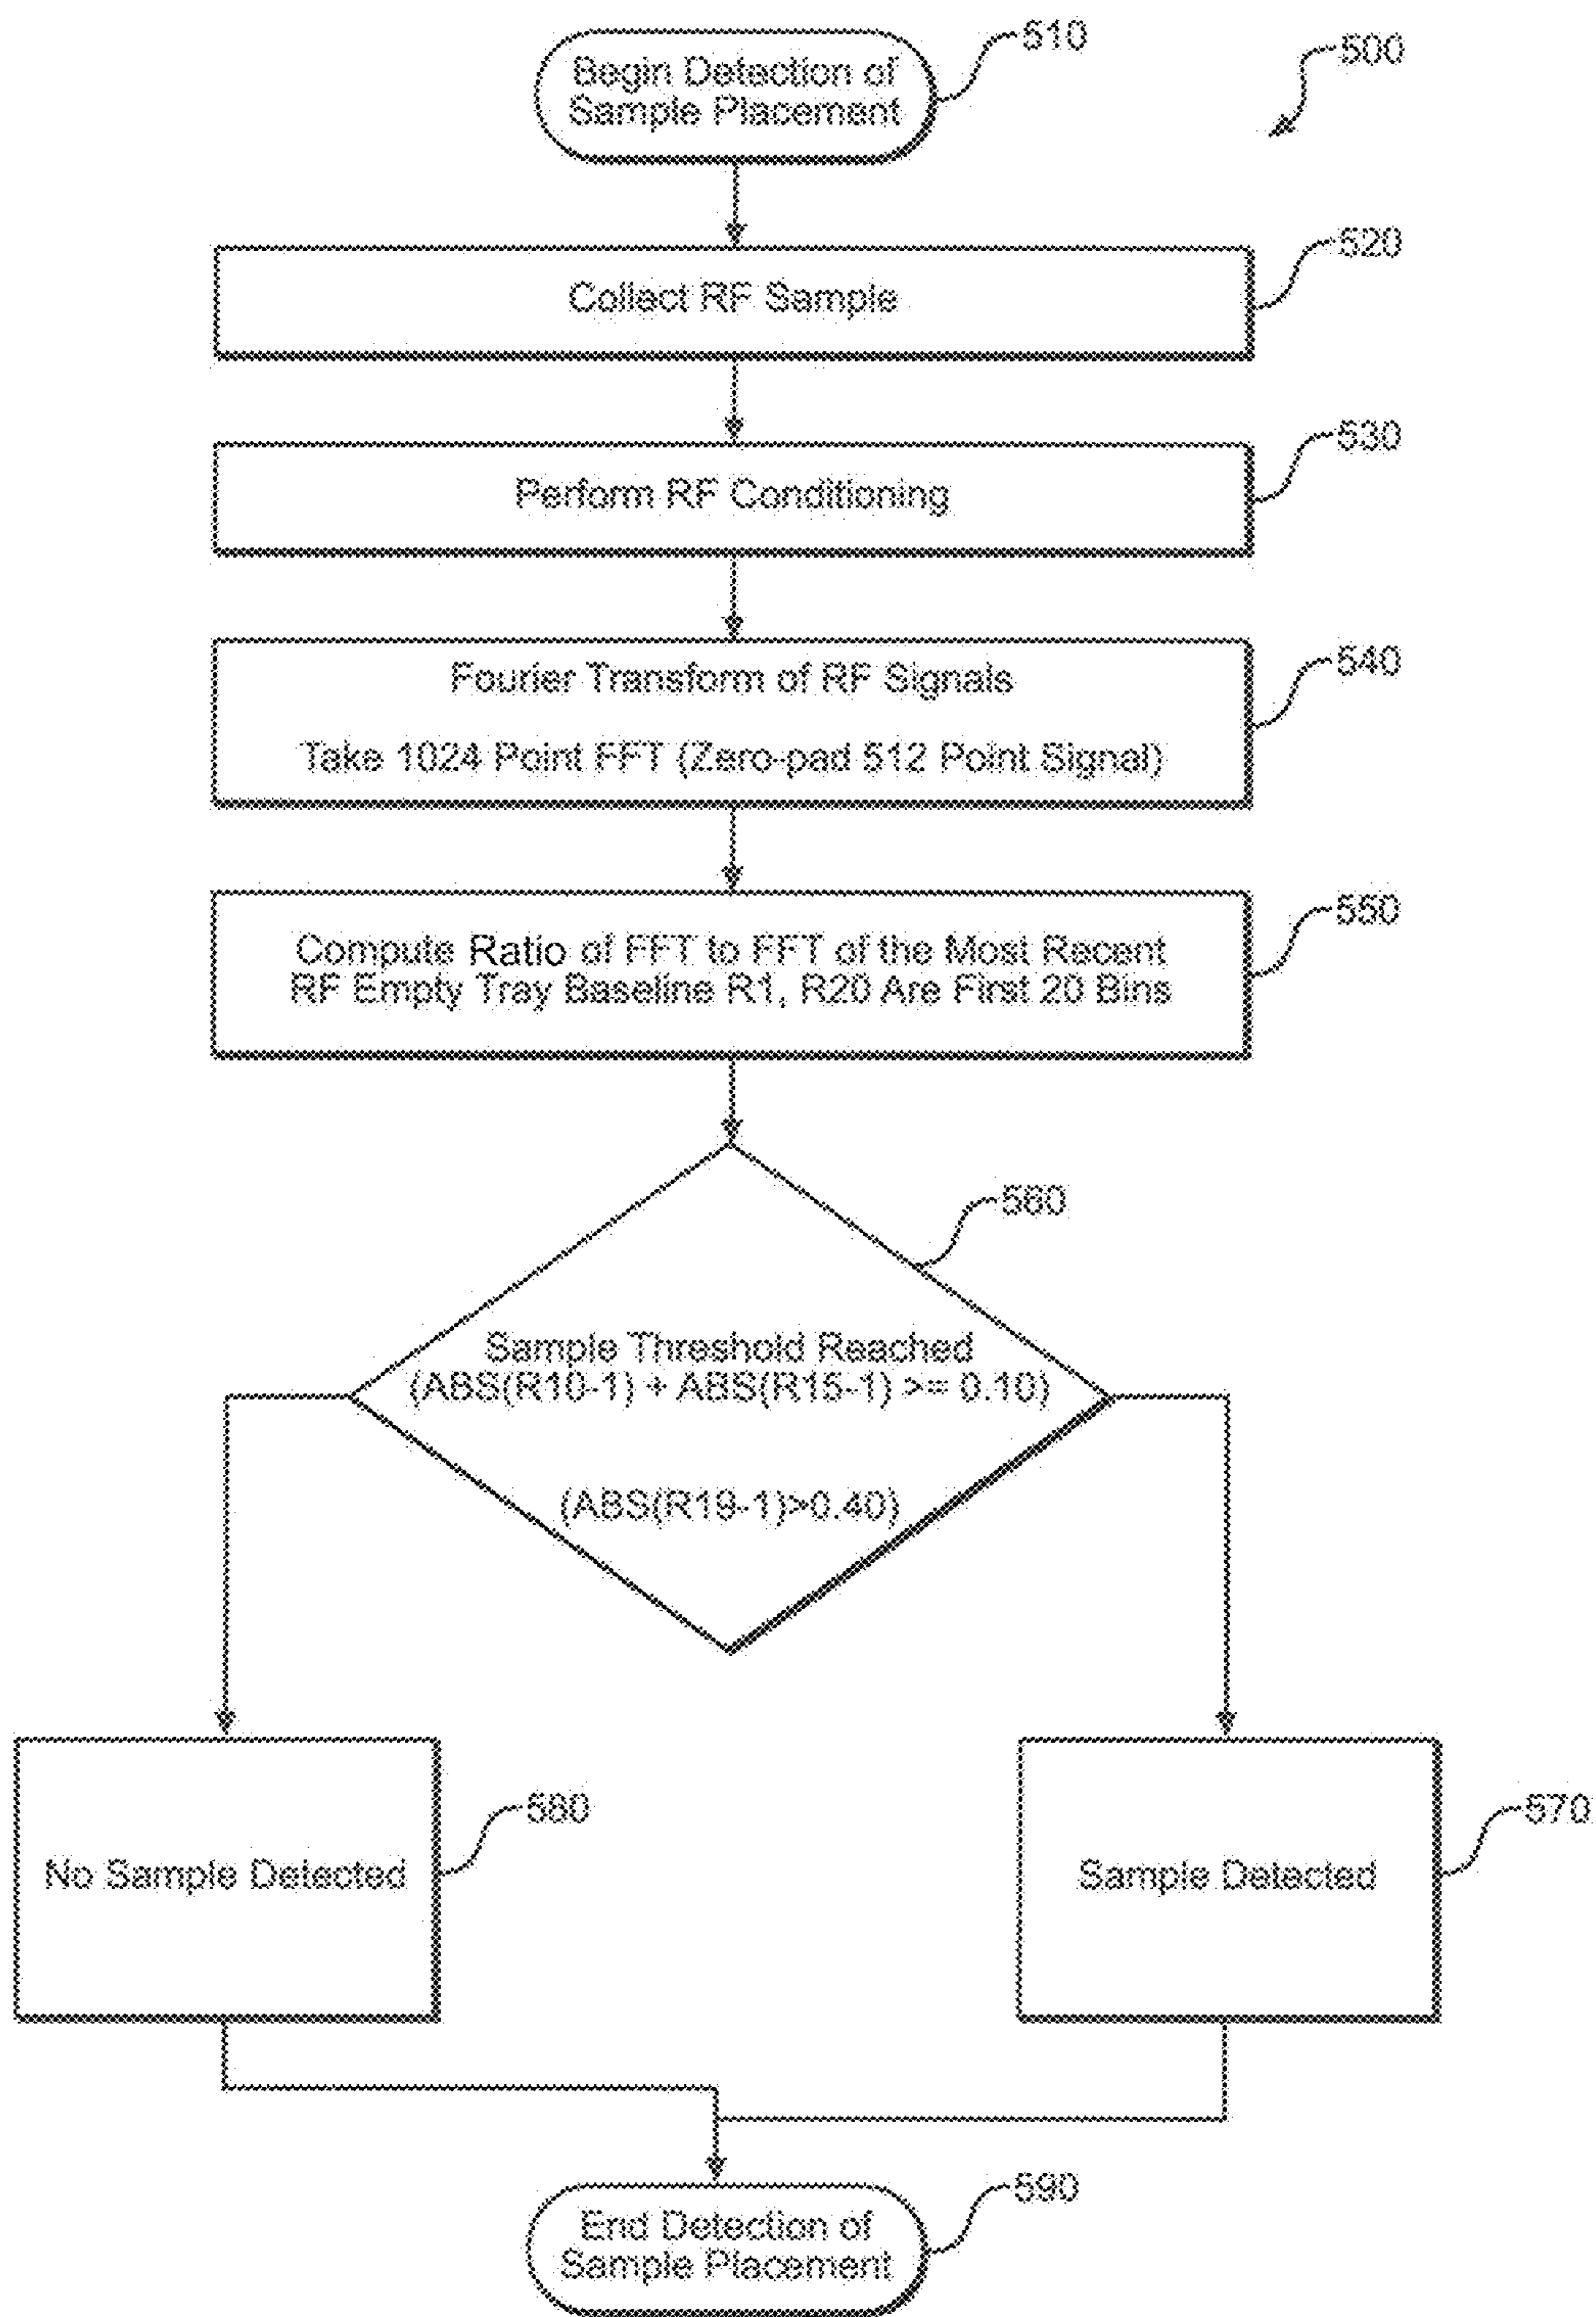 510
500
Begin Detection of
Sample Placement
520
Collect RF Sample
530
Perform RF Conditioning
540
Fourier Transform of RF Signals
Take 1024 Point FFT (Zero-pad 512 Point Signal)
550
Compute Ratio of FFT to FFT of the Most Recent
RF Empty Tray Baseline R1, R20 Are First 20 Bins
560
Sample Threshold Reached
(ABS(R10-1) + ABS(R15-1) >= 0.10)
(ABS(R19-1)>0.40)
580
570
No Sample Detected
Sample Detected
590
End Detection of
Sample Placement